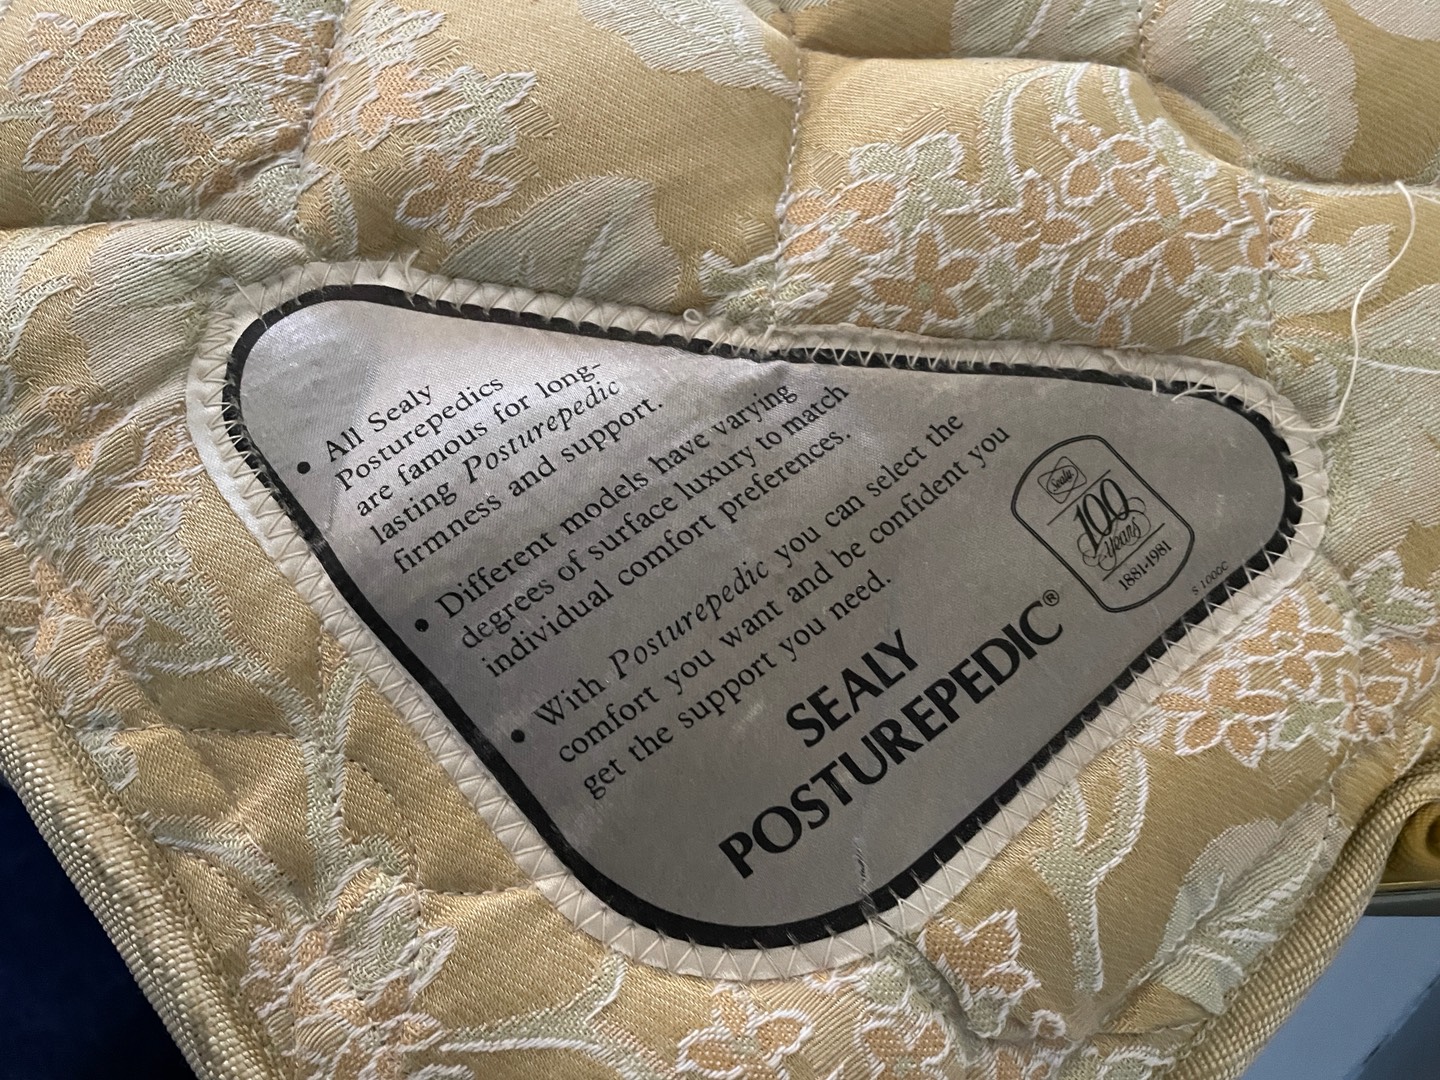 • All Sealy
Posturepedics
are famous for long-
lasting Posturepedic
firmness and support.
• Different models have varying
degrees of surface luxury to match
individual comfort preferences.
• With Posturepedic you can select the
comfort you want and be confident you
get the support you need.
SEALY
POSTUREPEDIC®
Sealy
100
Years
1881-1981
S 1000C